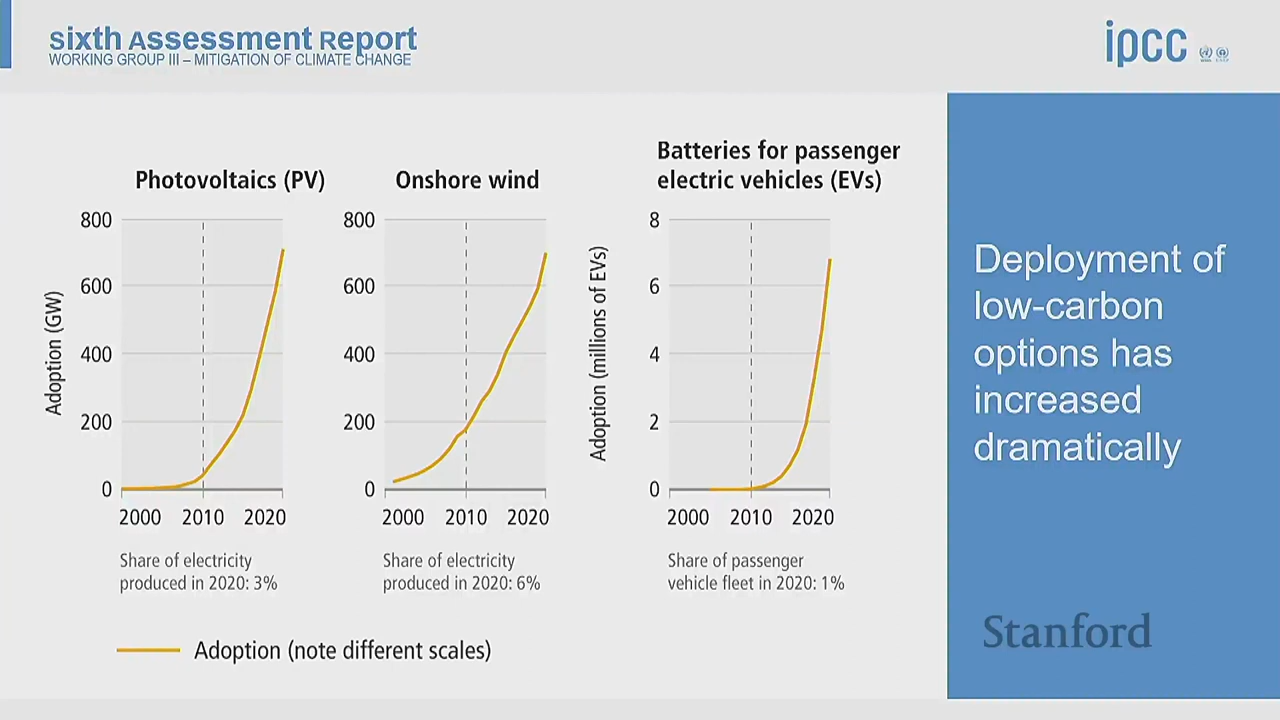 sixth Assessment Report
WORKING GROUP III – MITIGATION OF CLIMATE CHANGE
ipcc
Photovoltaics (PV)
Adoption (GW)
800
600
400
200
0
2000 2010 2020
Share of electricity
produced in 2020: 3%
Onshore wind
800
600
400
200
0
2000 2010 2020
Share of electricity
produced in 2020: 6%
Batteries for passenger
electric vehicles (EVs)
Adoption (millions of EVs)
8
6
4
2
0
2000 2010 2020
Share of passenger
vehicle fleet in 2020: 1%
Adoption (note different scales)
Deployment of
low-carbon
options has
increased
dramatically
Stanford